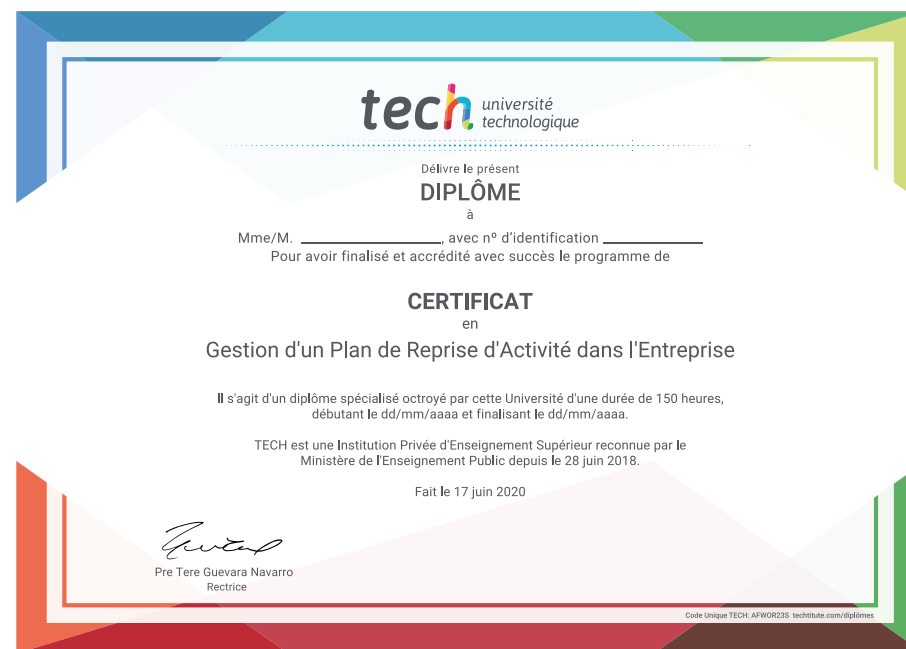 tech université
technologique
Délivre le présent
DIPLÔME
à
Mme/M. ____________________, avec nº d'identification ______________
Pour avoir finalisé et accrédité avec succès le programme de
CERTIFICAT
en
Gestion d'un Plan de Reprise d'Activité dans l'Entreprise
Il s'agit d'un diplôme spécialisé octroyé par cette Université d'une durée de 150 heures,
débutant le dd/mm/aaaa et finalisant le dd/mm/aaaa.
TECH est une Institution Privée d'Enseignement Supérieur reconnue par le
Ministère de l'Enseignement Public depuis le 28 juin 2018.
Fait le 17 juin 2020
Pre Tere Guevara Navarro
Rectrice
Code Unique TECH: AFWOR23S techtitute.com/diplômes